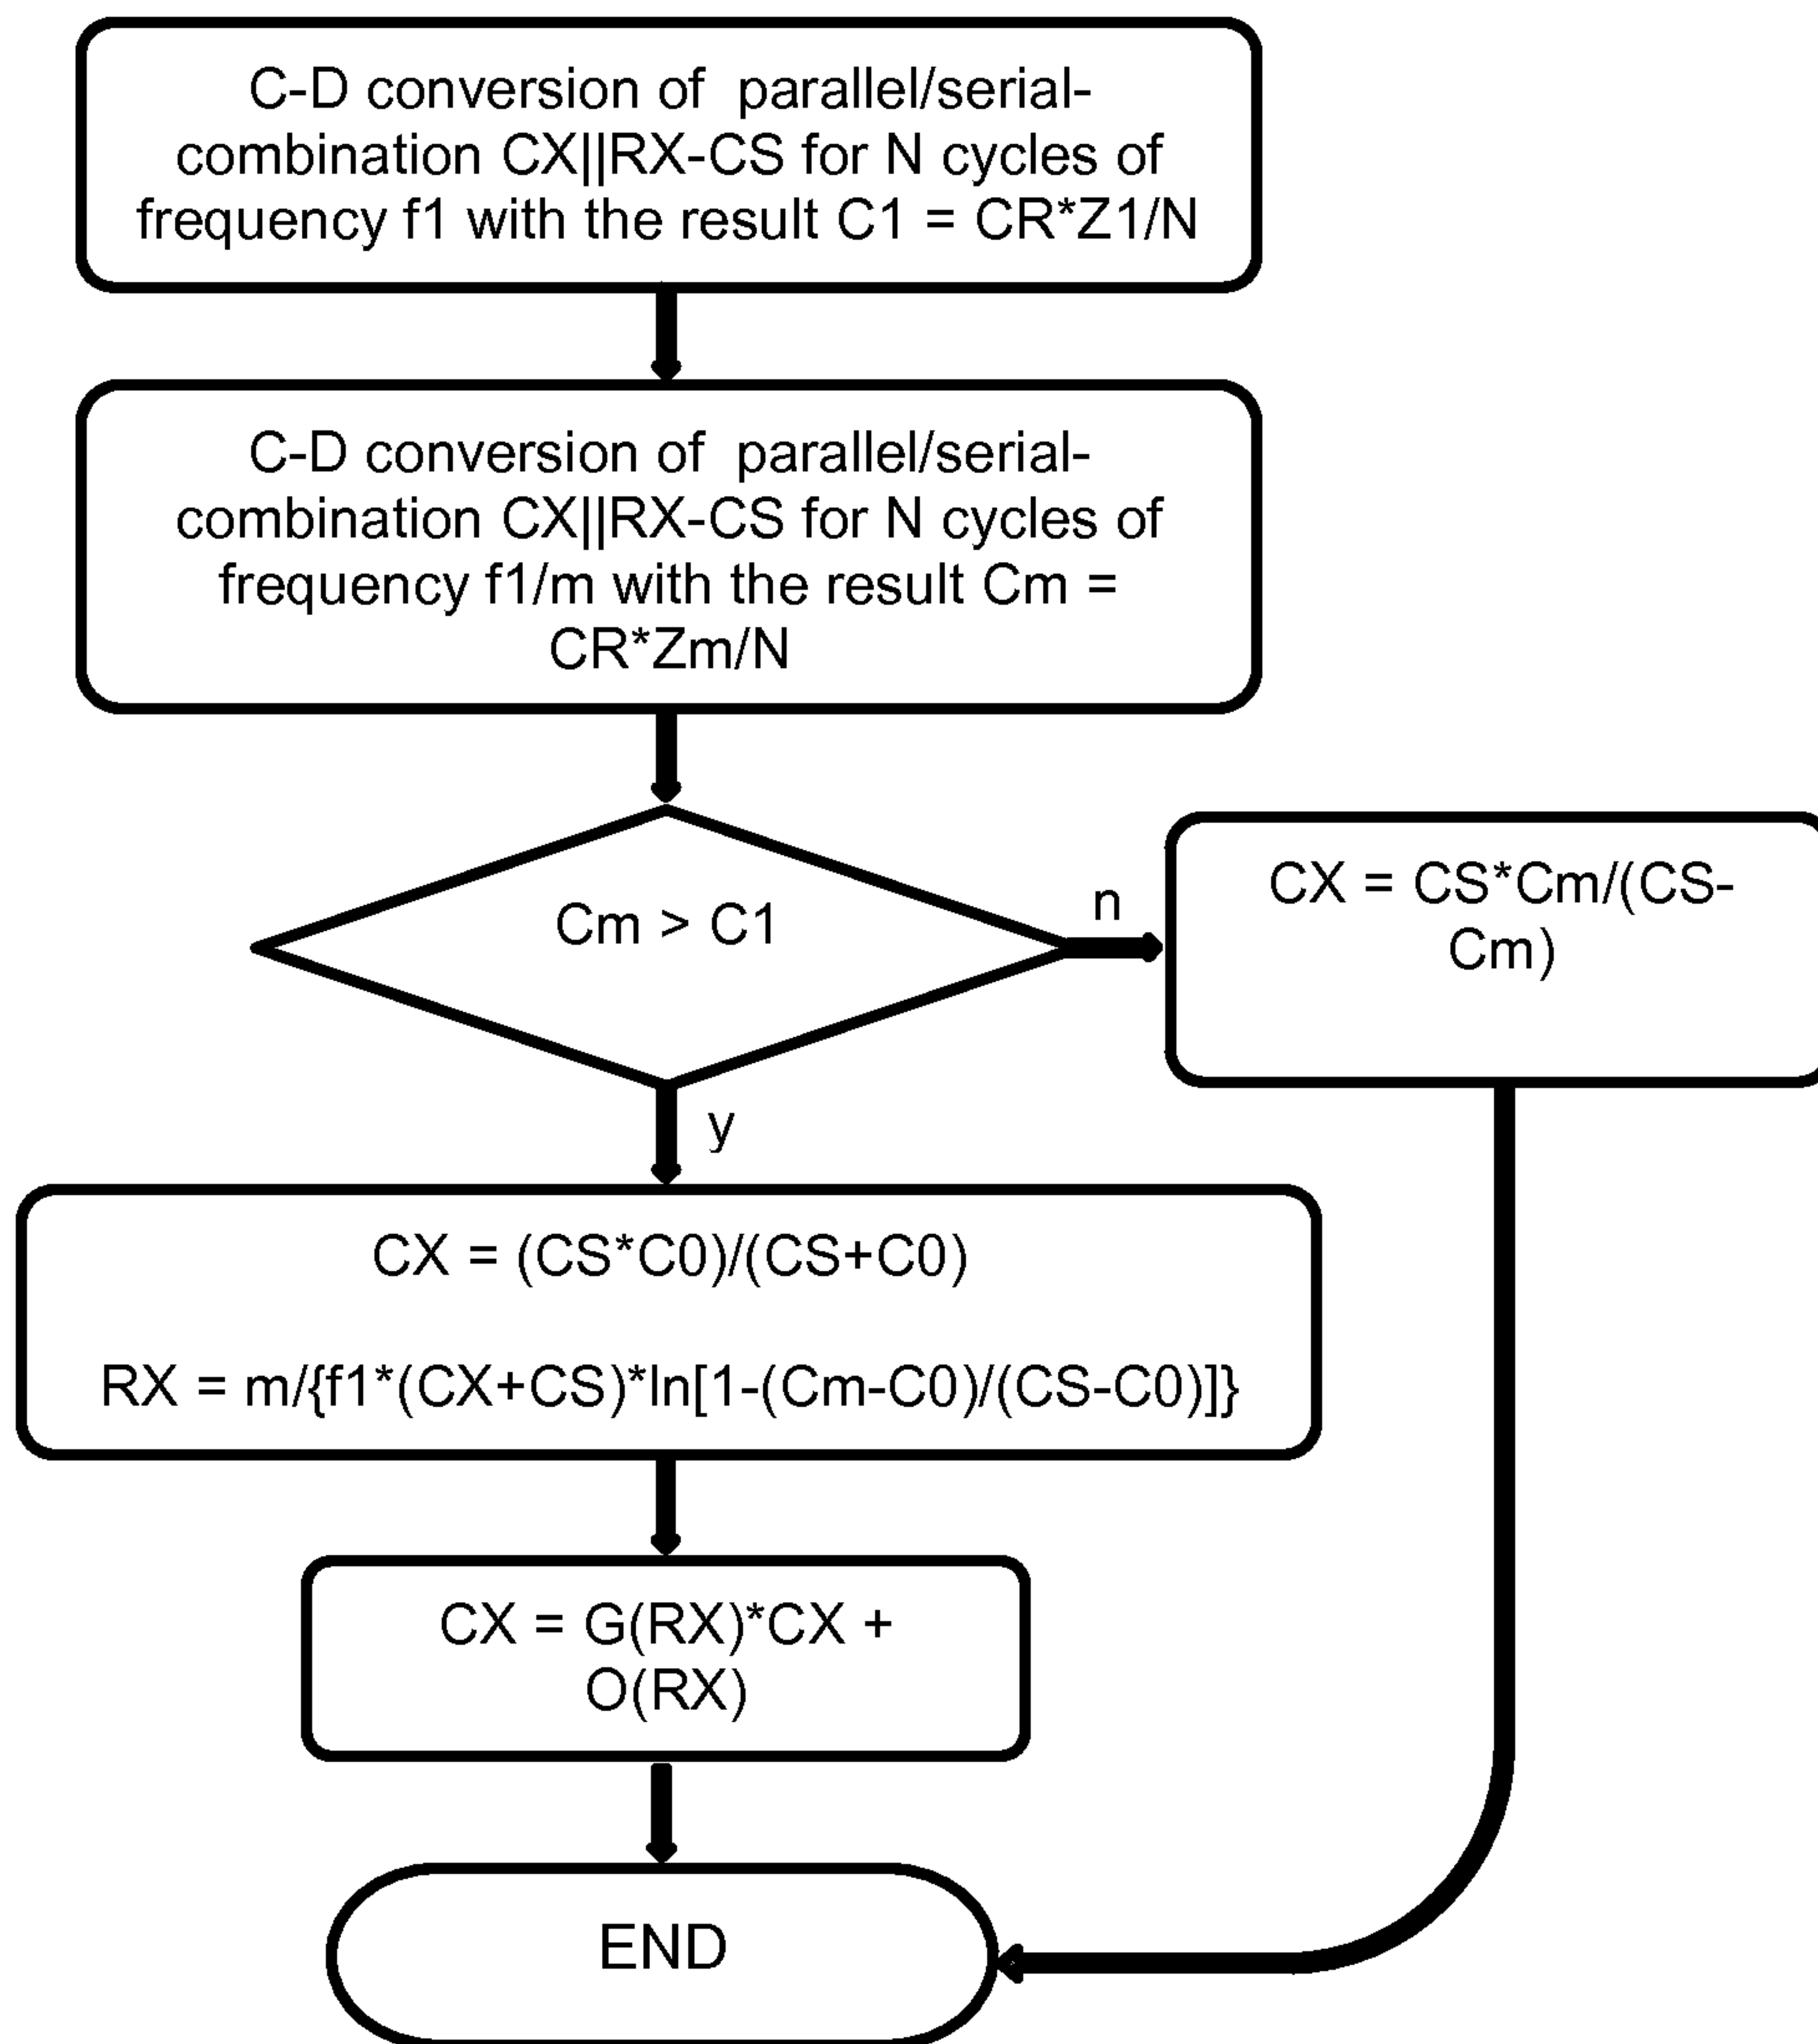 C-D conversion of parallel/serial-
combination CX||RX-CS for N cycles of
frequency f1 with the result C1 = CR*Z1/N
C-D conversion of parallel/serial-
combination CX||RX-CS for N cycles of
frequency f1/m with the result Cm =
CR*Zm/N
Cm > C1
n
CX = CS*Cm/(CS-
Cm)
y
CX = (CS*C0)/(CS+C0)
RX = m/{f1*(CX+CS)*ln[1-(Cm-C0)/(CS-C0)]}
CX = G(RX)*CX +
O(RX)
END